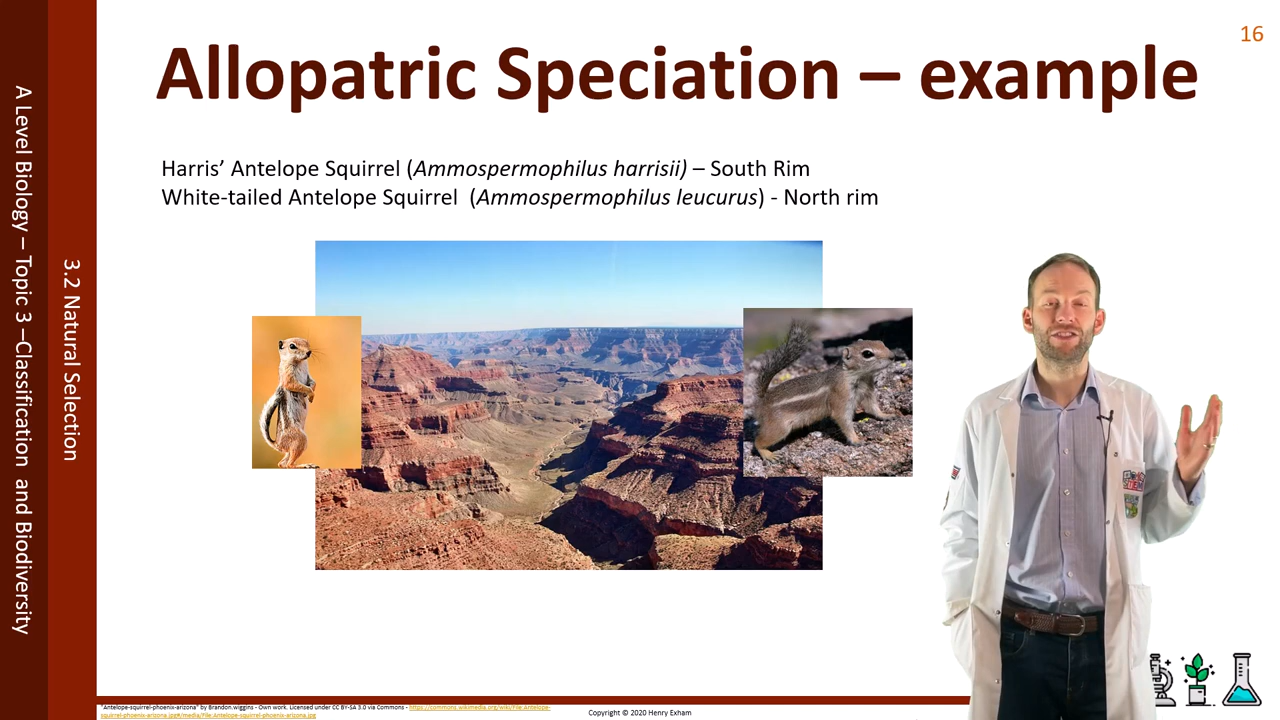 16
Allopatric Speciation – example
Harris’ Antelope Squirrel (Ammospermophilus harrisii) – South Rim
White-tailed Antelope Squirrel  (Ammospermophilus leucurus) - North rim
A Level Biology – Topic 3 –Classification  and Biodiversity
3.2 Natural Selection
"Antelope-squirrel-phoenix-arizona" by Brandon.wiggins - Own work. Licensed under CC BY-SA 3.0 via Commons - https://commons.wikimedia.org/wiki/File:Antelope-
squirrel-phoenix-arizona.jpg#/media/File:Antelope-squirrel-phoenix-arizona.jpg
Copyright © 2020 Henry Exham